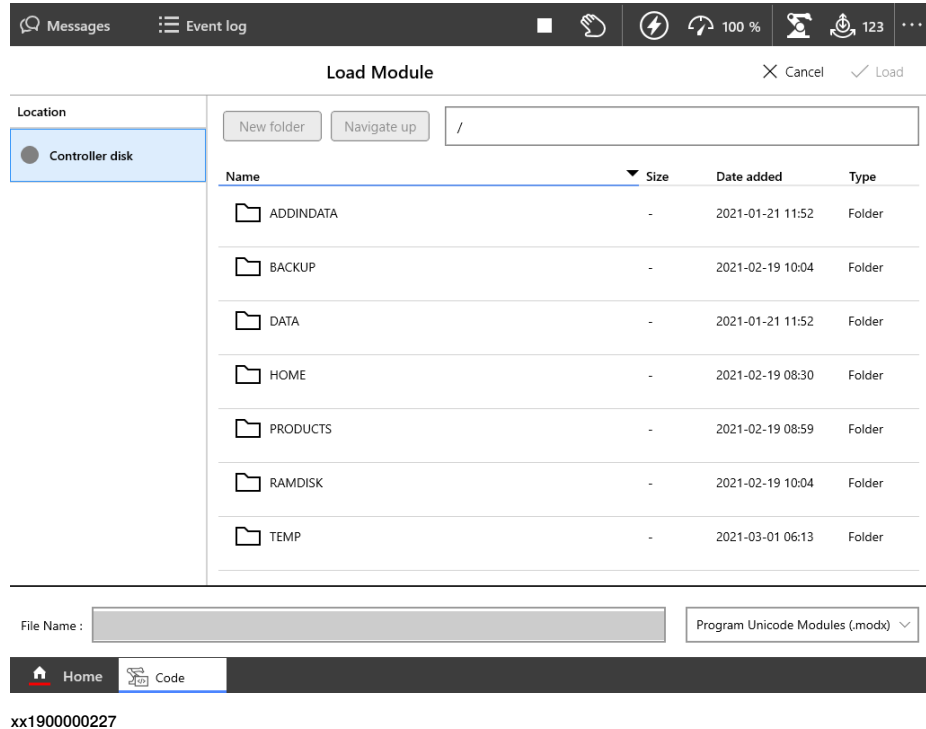 Messages Event log 100 % 123 ...
Load Module Cancel Load
Location
Controller disk
New folder Navigate up /
Name Size Date added Type
ADDINDATA - 2021-01-21 11:52 Folder
BACKUP - 2021-02-19 10:04 Folder
DATA - 2021-01-21 11:52 Folder
HOME - 2021-02-19 08:30 Folder
PRODUCTS - 2021-02-19 08:59 Folder
RAMDISK - 2021-02-19 10:04 Folder
TEMP - 2021-03-01 06:13 Folder
File Name : Program Unicode Modules (.modx)
Home Code
xx1900000227